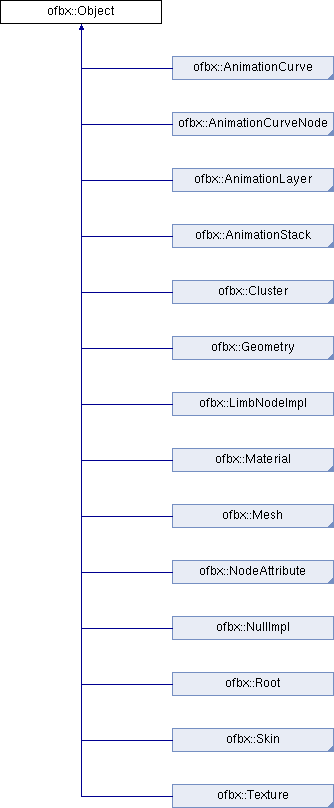 ofbx::Object
ofbx::AnimationCurve
ofbx::AnimationCurveNode
ofbx::AnimationLayer
ofbx::AnimationStack
ofbx::Cluster
ofbx::Geometry
ofbx::LimbNodeImpl
ofbx::Material
ofbx::Mesh
ofbx::NodeAttribute
ofbx::NullImpl
ofbx::Root
ofbx::Skin
ofbx::Texture